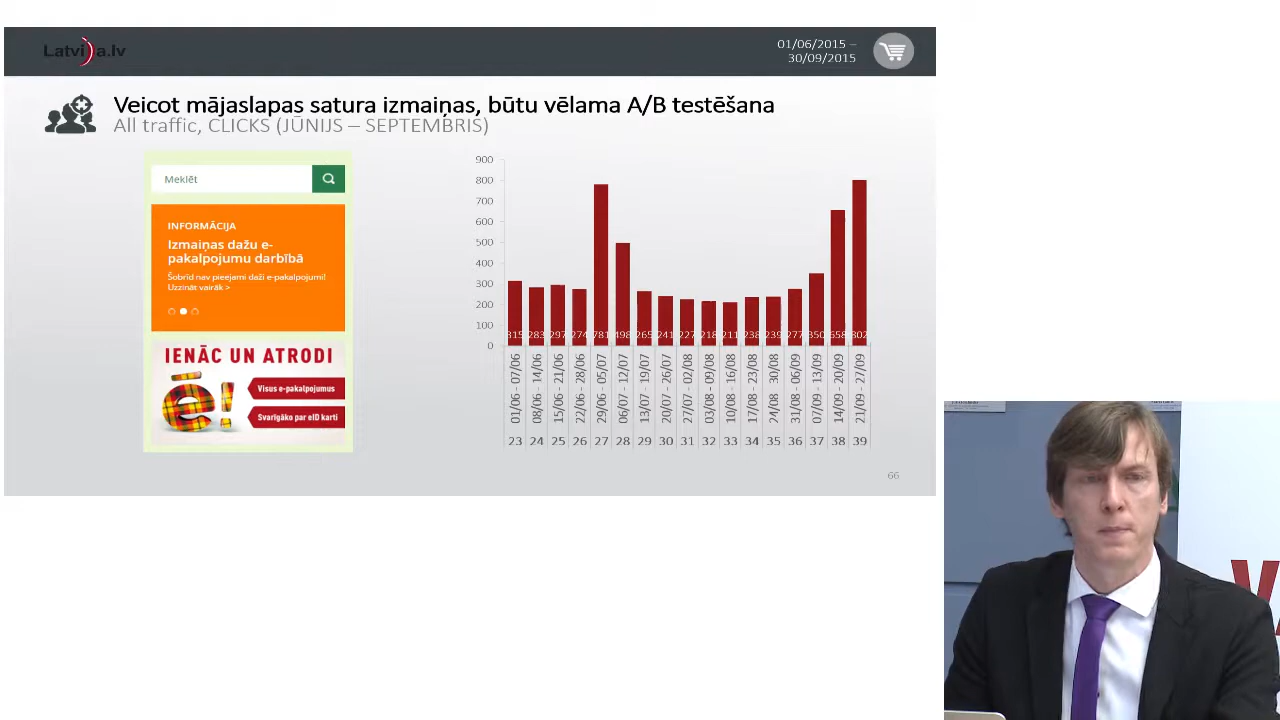 Latvija.lv
01/06/2015 –
30/09/2015
Veicot mājaslapas satura izmaiņas, būtu vēlama A/B testēšana
All traffic, CLICKS (JŪNIJS – SEPTEMBRIS)
Meklēt
INFORMĀCIJA
Izmaiņas dažu e-
pakalpojumu darbībā
Šobrīd nav pieejami daži e-pakalpojumi!
Uzzināt vairāk >
IENĀC UN ATRODI
ē!
Visus e-pakalpojumus
Svarīgāko par eID karti
900
800
700
600
500
400
300
200
100
0
315 283 297 274 781 498 265 241 227 218 211 238 239 277 350 658 802
01/06 - 07/06
08/06 - 14/06
15/06 - 21/06
22/06 - 28/06
29/06 - 05/07
06/07 - 12/07
13/07 - 19/07
20/07 - 26/07
27/07 - 02/08
03/08 - 09/08
10/08 - 16/08
17/08 - 23/08
24/08 - 30/08
31/08 - 06/09
07/09 - 13/09
14/09 - 20/09
21/09 - 27/09
23 24 25 26 27 28 29 30 31 32 33 34 35 36 37 38 39
66